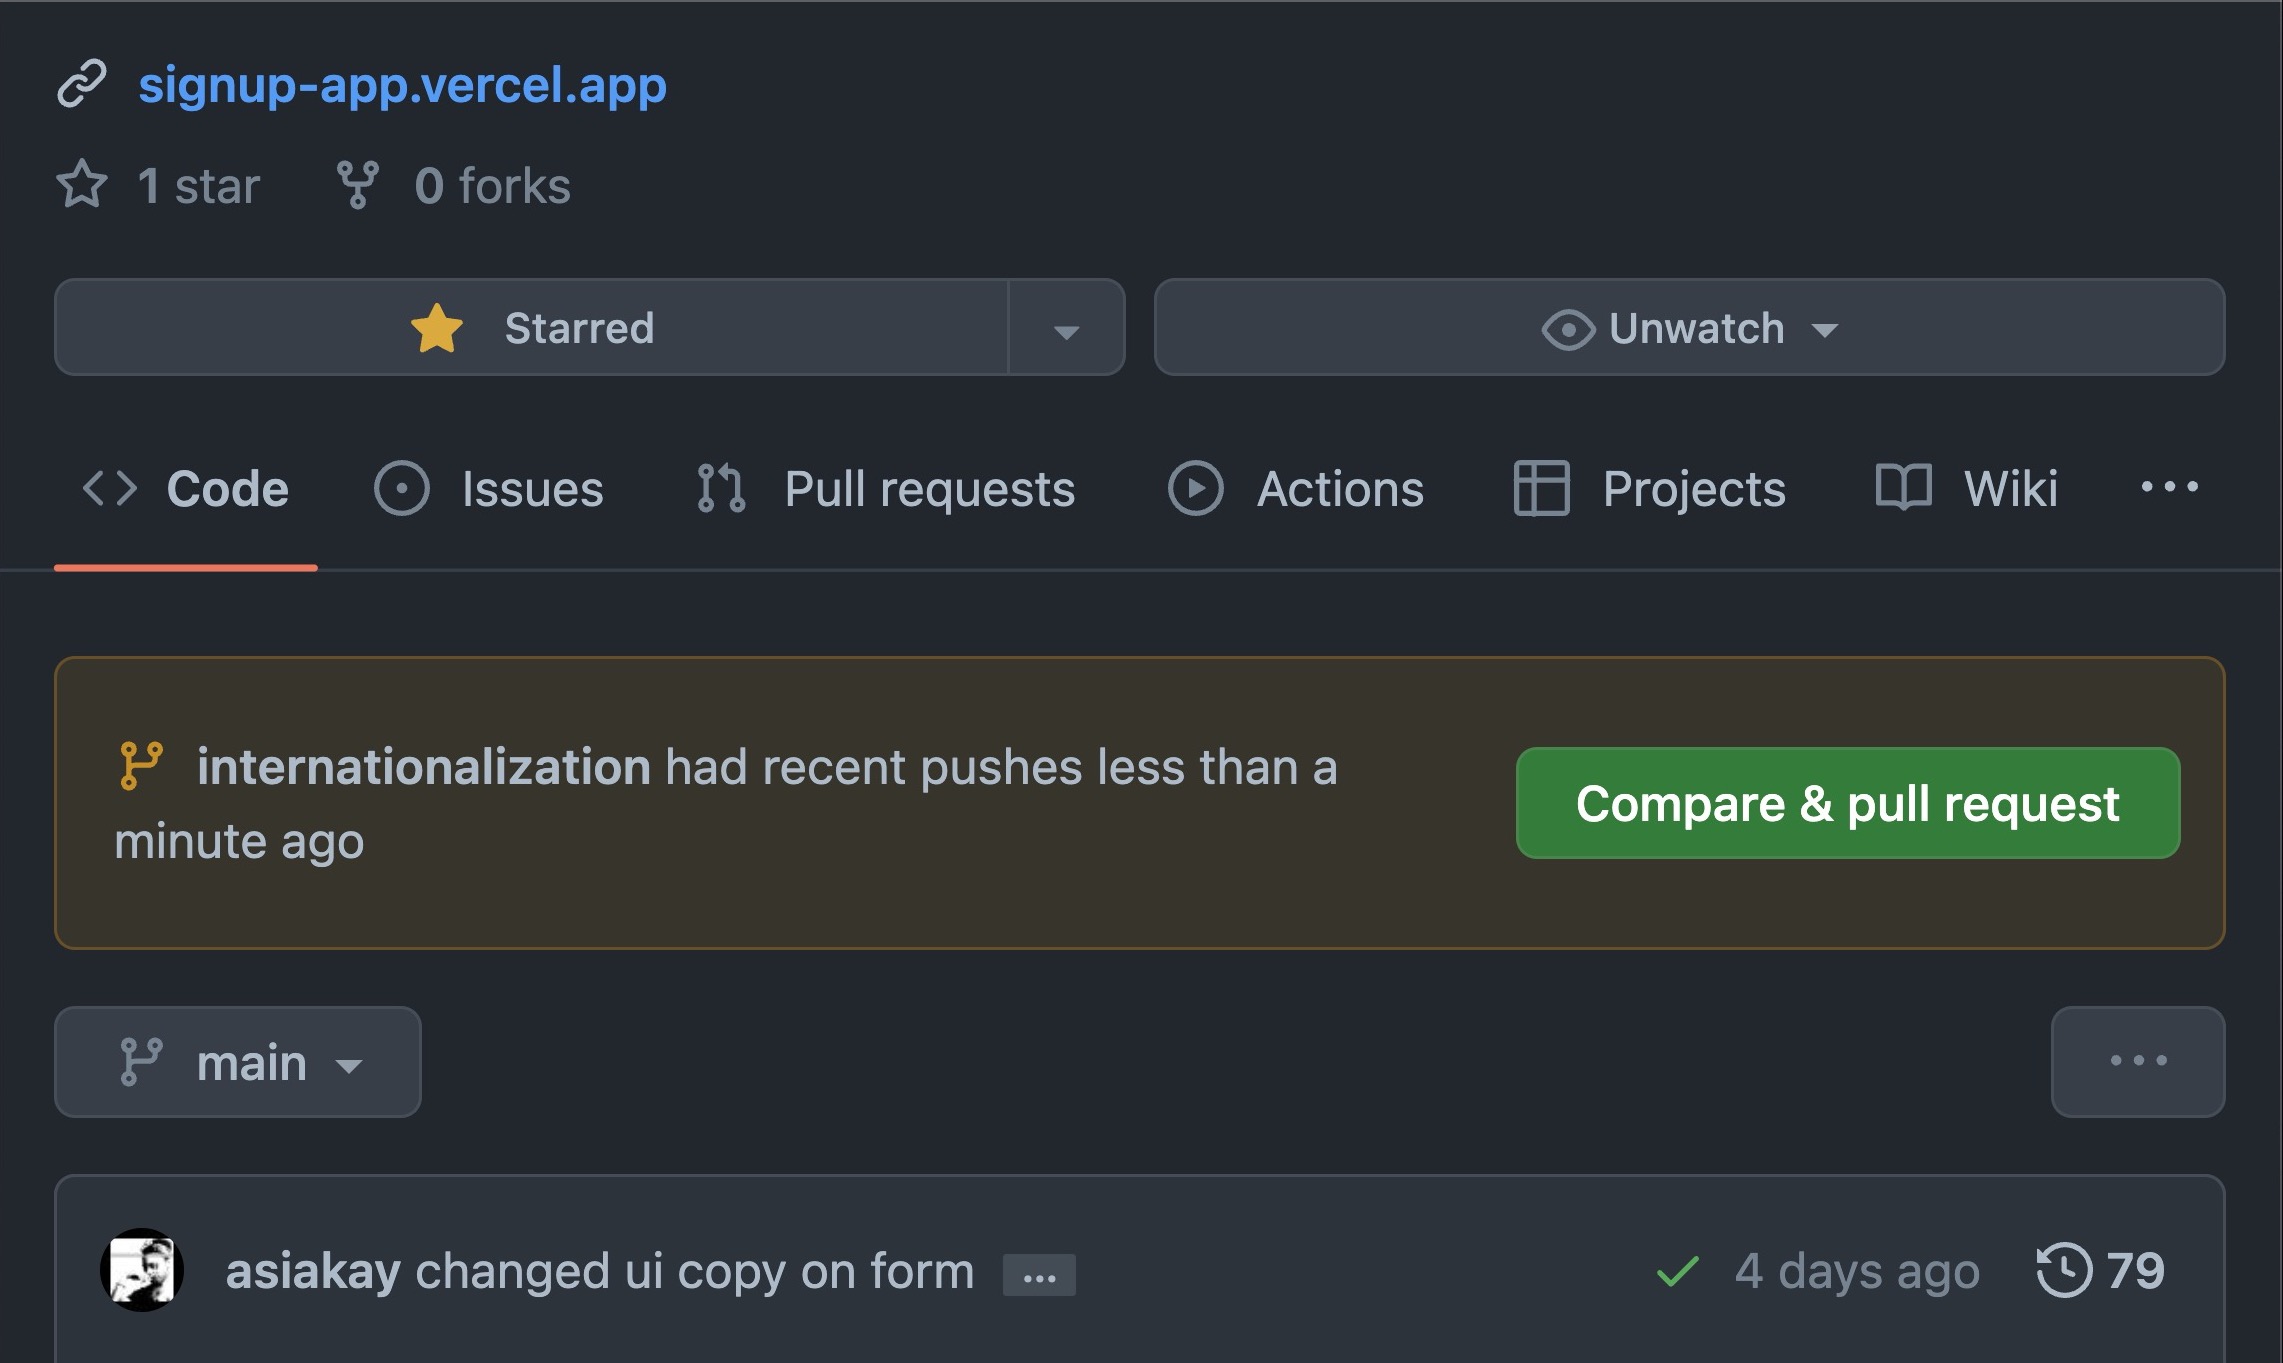 signup-app.vercel.app
1 star 0 forks
Starred Unwatch
Code Issues Pull requests Actions Projects Wiki ...
internationalization had recent pushes less than a
minute ago
Compare & pull request
main ...
asiakay changed ui copy on form ... 4 days ago 79